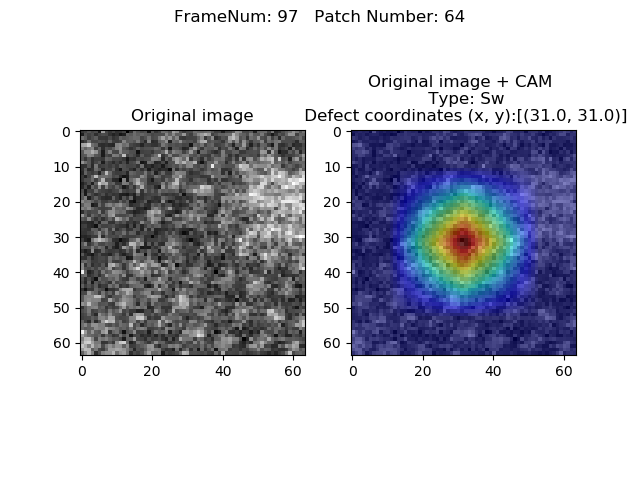 FrameNum: 97   Patch Number: 64
Original image
Original image + CAM
Type: Sw
Defect coordinates (x, y):[(31.0, 31.0)]
0
10
20
30
40
50
60
0 20 40 60
0
10
20
30
40
50
60
0 20 40 60